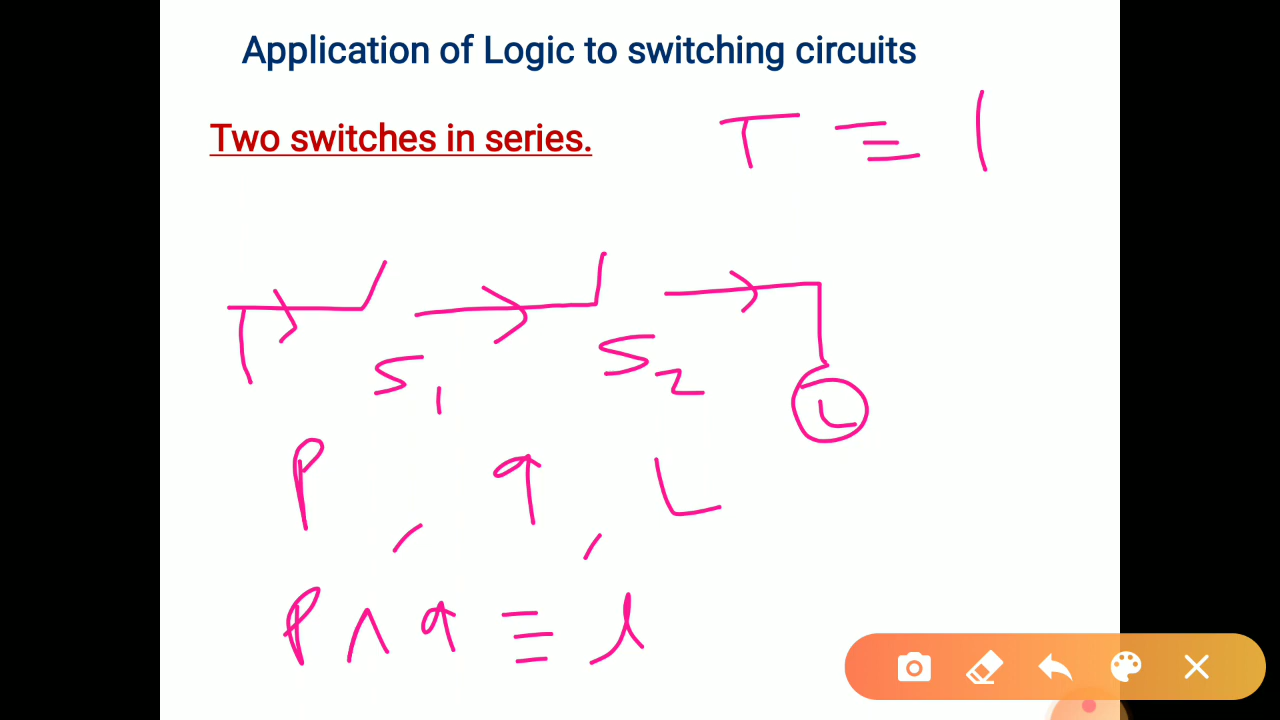 Application of Logic to switching circuits
Two switches in series.
T ≡ 1
S1 S2 L
p , q , L
p ∧ q ≡ l